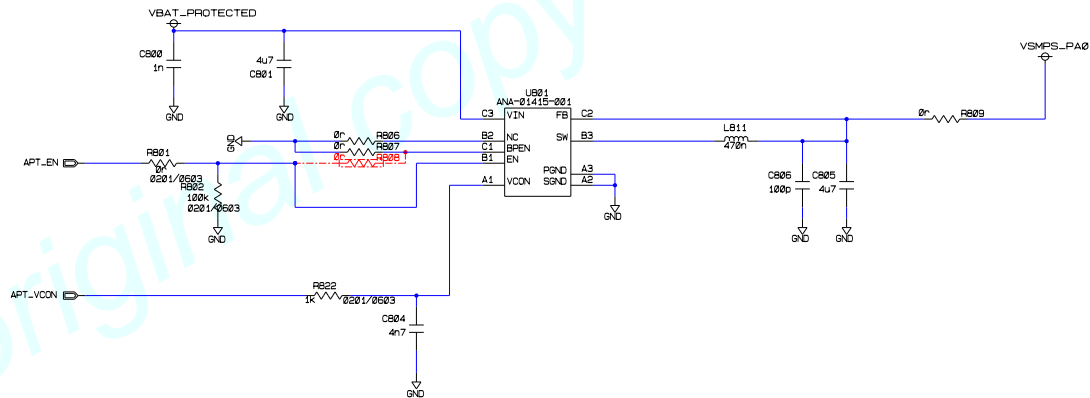 VBAT_PROTECTED
VSMPS_PA0
C800
1n
4u7
C801
GND
GND
U801
ANA-01415-001
C3 VIN FB C2
0r R809
B2 NC SW B3
C1 BPEN
B1 EN
PGND A3
A1 VCON SGND A2
L811
470n
GND
0r R806
0r R807
0r R808
APT_EN
R801
0r
0201/0603
R802
100k
0201/0603
GND
C806
100p
C805
4u7
GND
GND
GND
APT_VCON
R822
1k 0201/0603
C804
4n7
GND
original copy